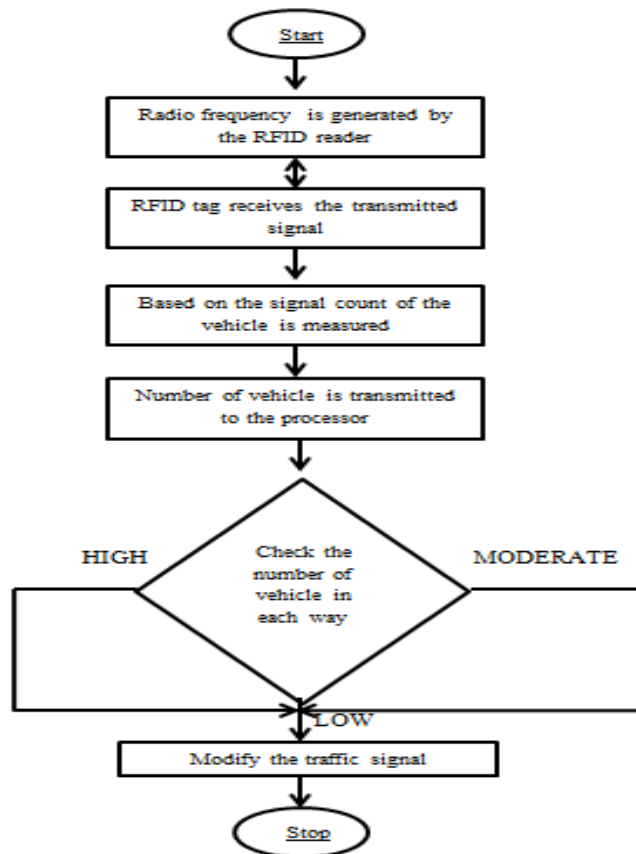 Start
Radio frequency is generated by
the RFID reader
RFID tag receives the transmitted
signal
Based on the signal count of the
vehicle is measured
Number of vehicle is transmitted
to the processor
HIGH
Check the
number of
vehicle in
each way
MODERATE
LOW
Modify the traffic signal
Stop